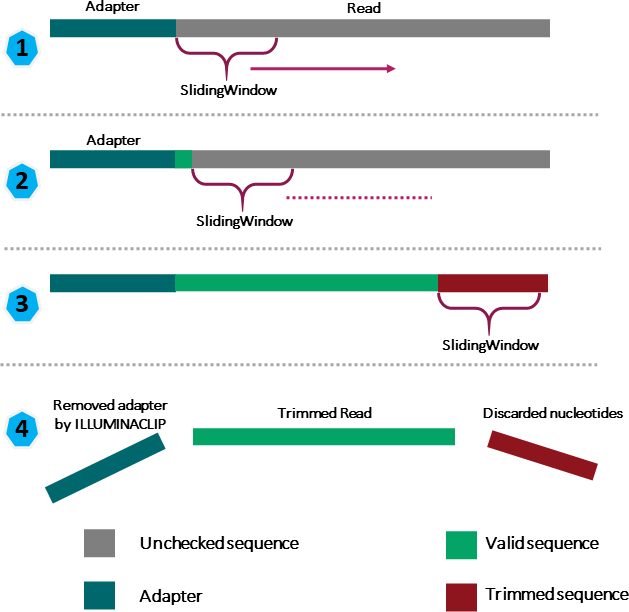 Adapter Read
1
SlidingWindow
Adapter
2
SlidingWindow
3
SlidingWindow
4
Removed adapter
by ILLUMINACLIP
Trimmed Read
Discarded nucleotides
Unchecked sequence
Valid sequence
Adapter
Trimmed sequence